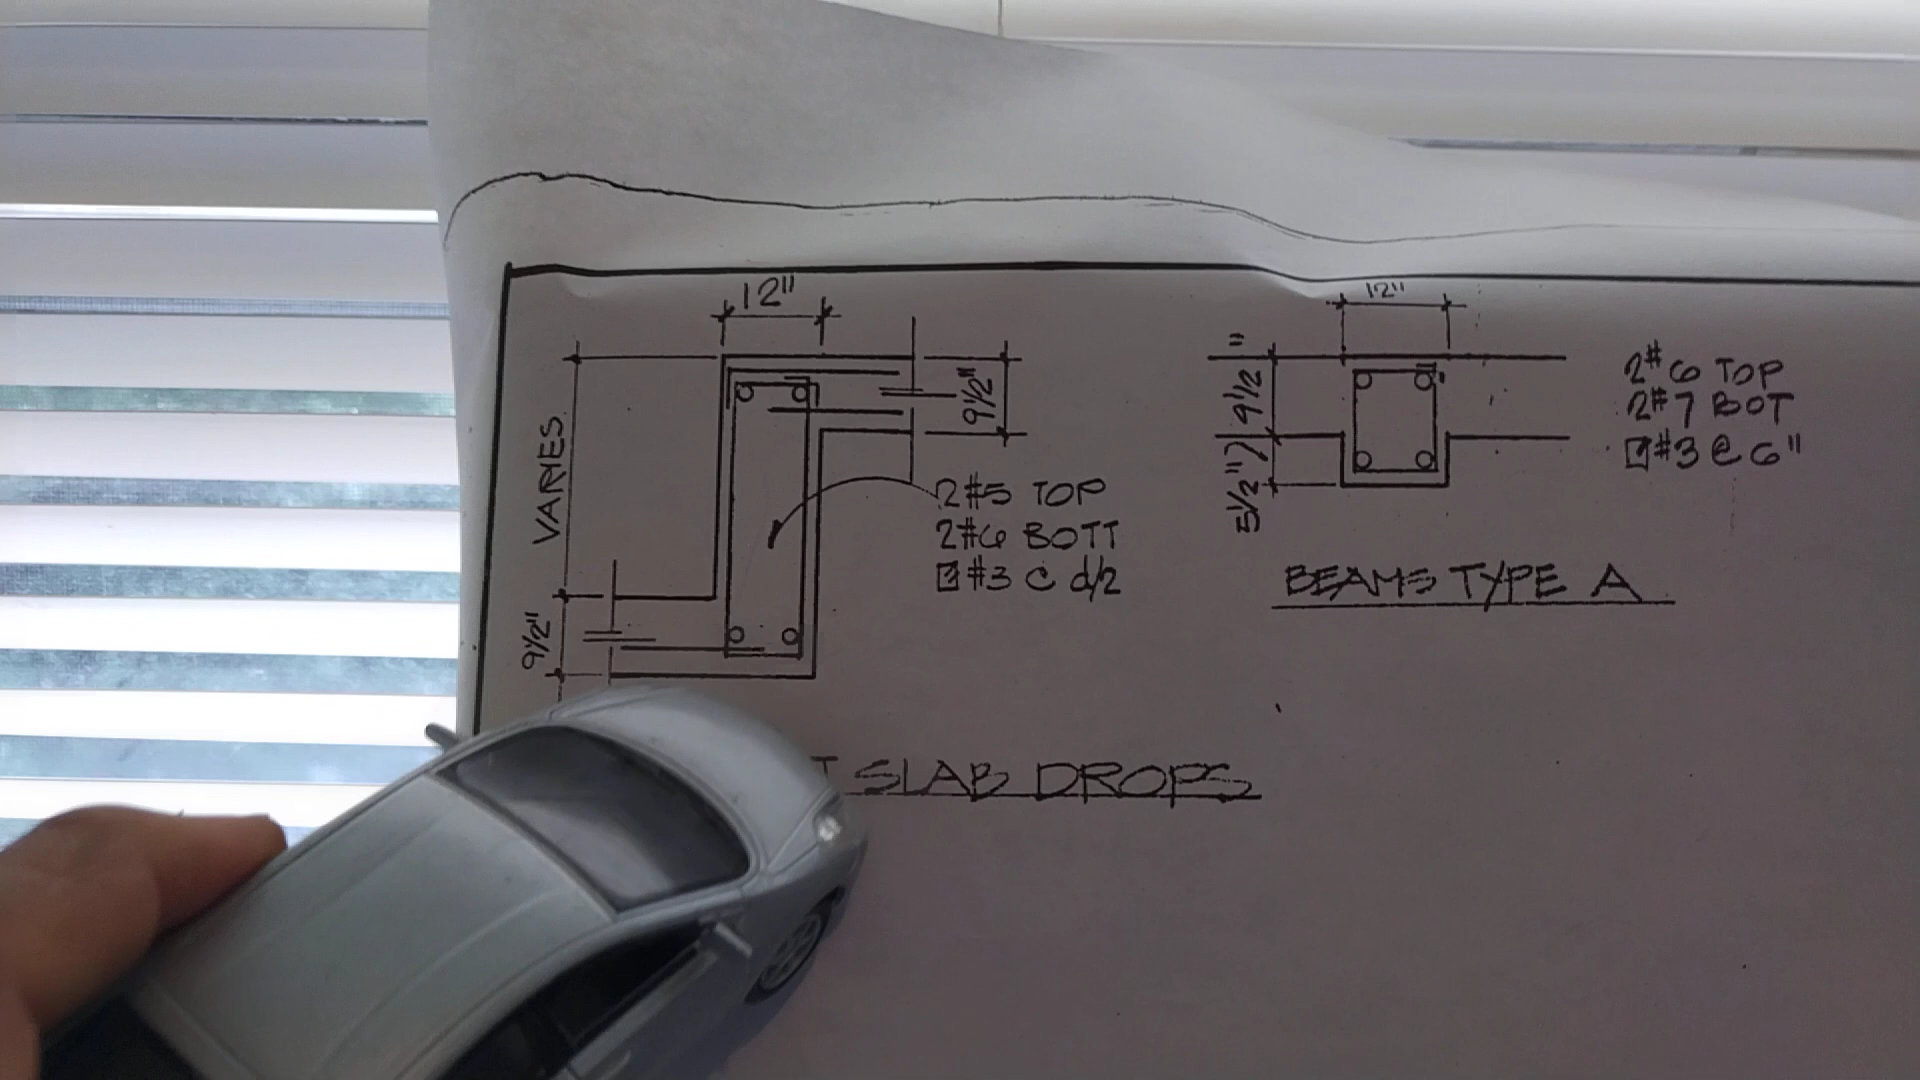 12"
VARIES
9½"
9½"
2#5 TOP
2#6 BOTT
#3 @ d/2
SLAB DROPS
12"
9½"
5½"
2#6 TOP
2#7 BOT
#3 @ 6"
BEAMS TYPE A